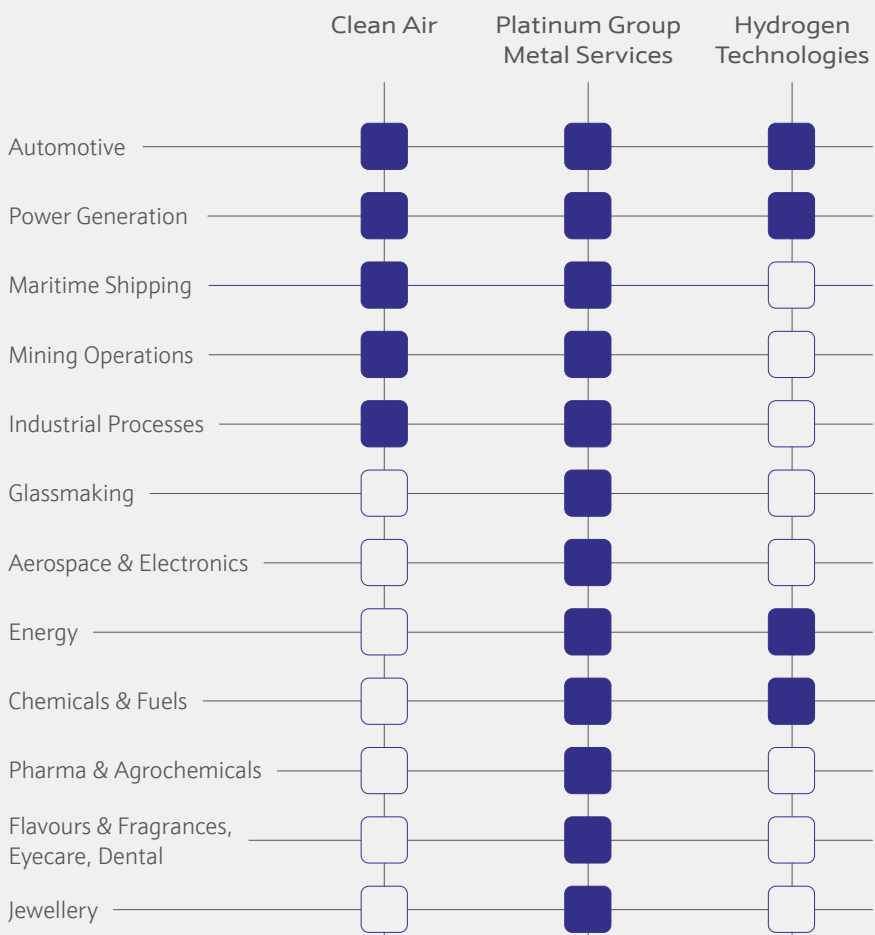 Clean Air
Platinum Group
Metal Services
Hydrogen
Technologies
Automotive
Power Generation
Maritime Shipping
Mining Operations
Industrial Processes
Glassmaking
Aerospace & Electronics
Energy
Chemicals & Fuels
Pharma & Agrochemicals
Flavours & Fragrances,
Eyecare, Dental
Jewellery